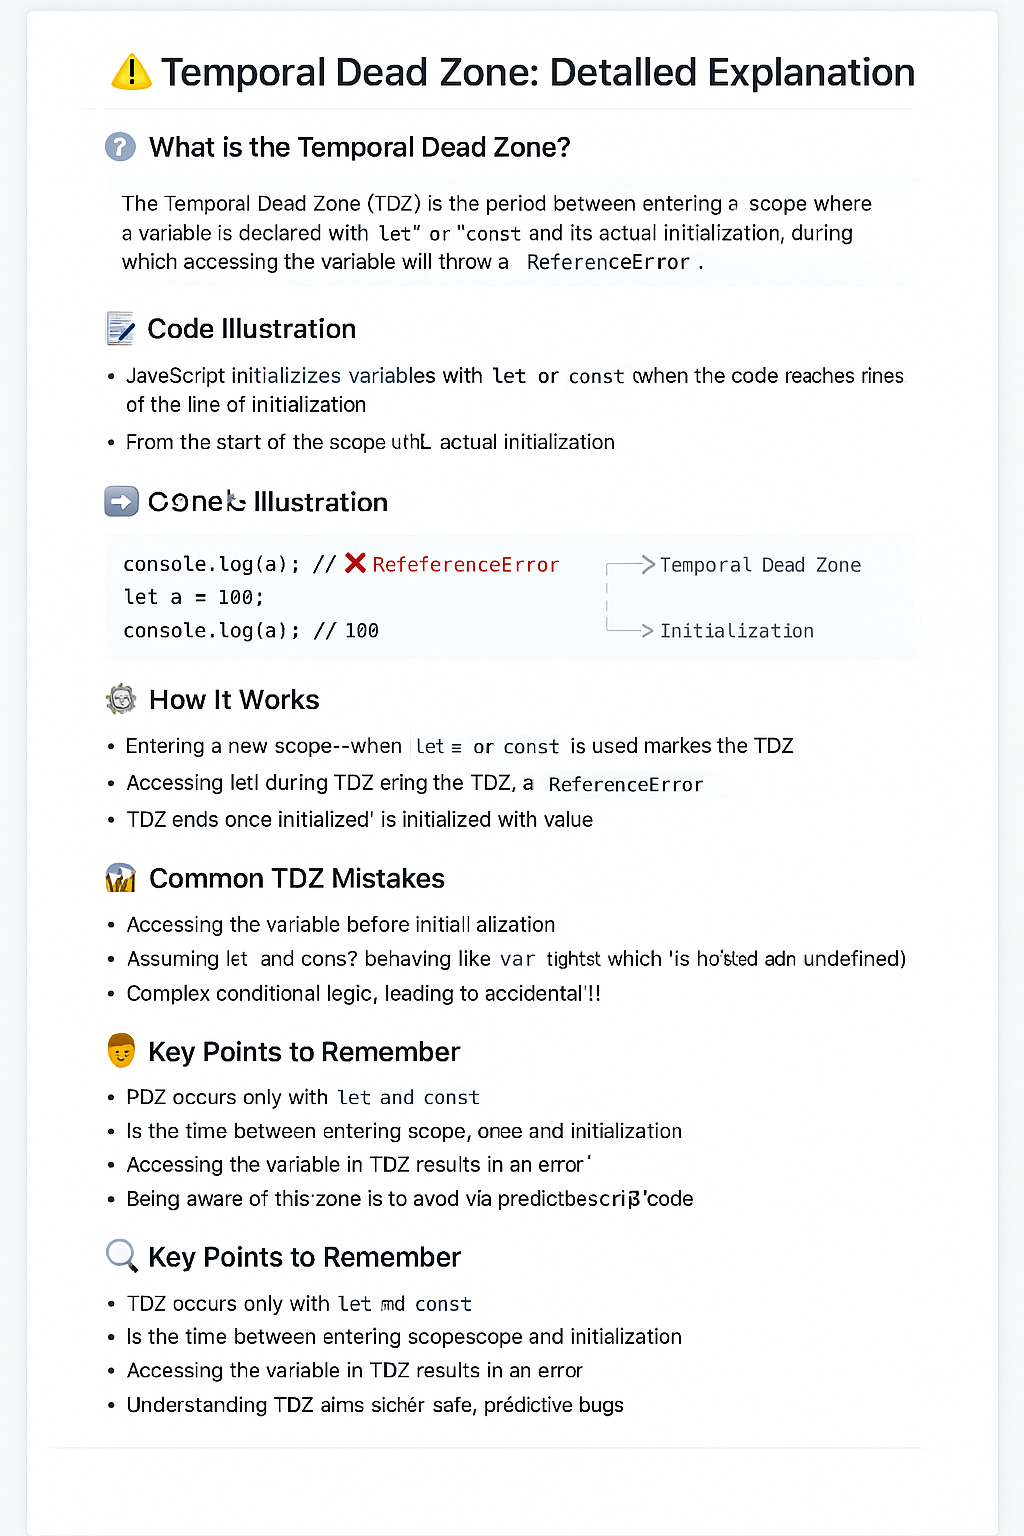 Temporal Dead Zone: Detalled Explanation
What is the Temporal Dead Zone?
The Temporal Dead Zone (TDZ) is the period between entering a scope where
a variable is declared with let" or "const and its actual initialization, during
which accessing the variable will throw a ReferenceError .
Code Illustration
• JaveScript initializizes variables with let or const (when the code reaches rines
of the line of initialization
• From the start of the scope actual initialization
Illustration
console.log(a); // ❌ RefeferenceError
Temporal Dead Zone
let a = 100;
console.log(a); // 100
Initialization
How It Works
• Entering a new scope--when let ≡ or const is used markes the TDZ
• Accessing letl during TDZ ering the TDZ, a ReferenceError
• TDZ ends once initialized' is initialized with value
Common TDZ Mistakes
• Accessing the variable before initiall alization
• Assuming let and cons? behaving like var tightst which 'is ho'sted adn undefined)
• Complex conditional legic, leading to accidental'!!
Key Points to Remember
• PDZ occurs only with let and const
• Is the time between entering scope, onee and initialization
• Accessing the variable in TDZ results in an error'
• Being aware of this zone is to avod vía code
Key Points to Remember
• TDZ occurs only with let md const
• Is the time between entering scopescope and initialization
• Accessing the variable in TDZ results in an error
• Understanding TDZ aims sichér safe, prédictive bugs